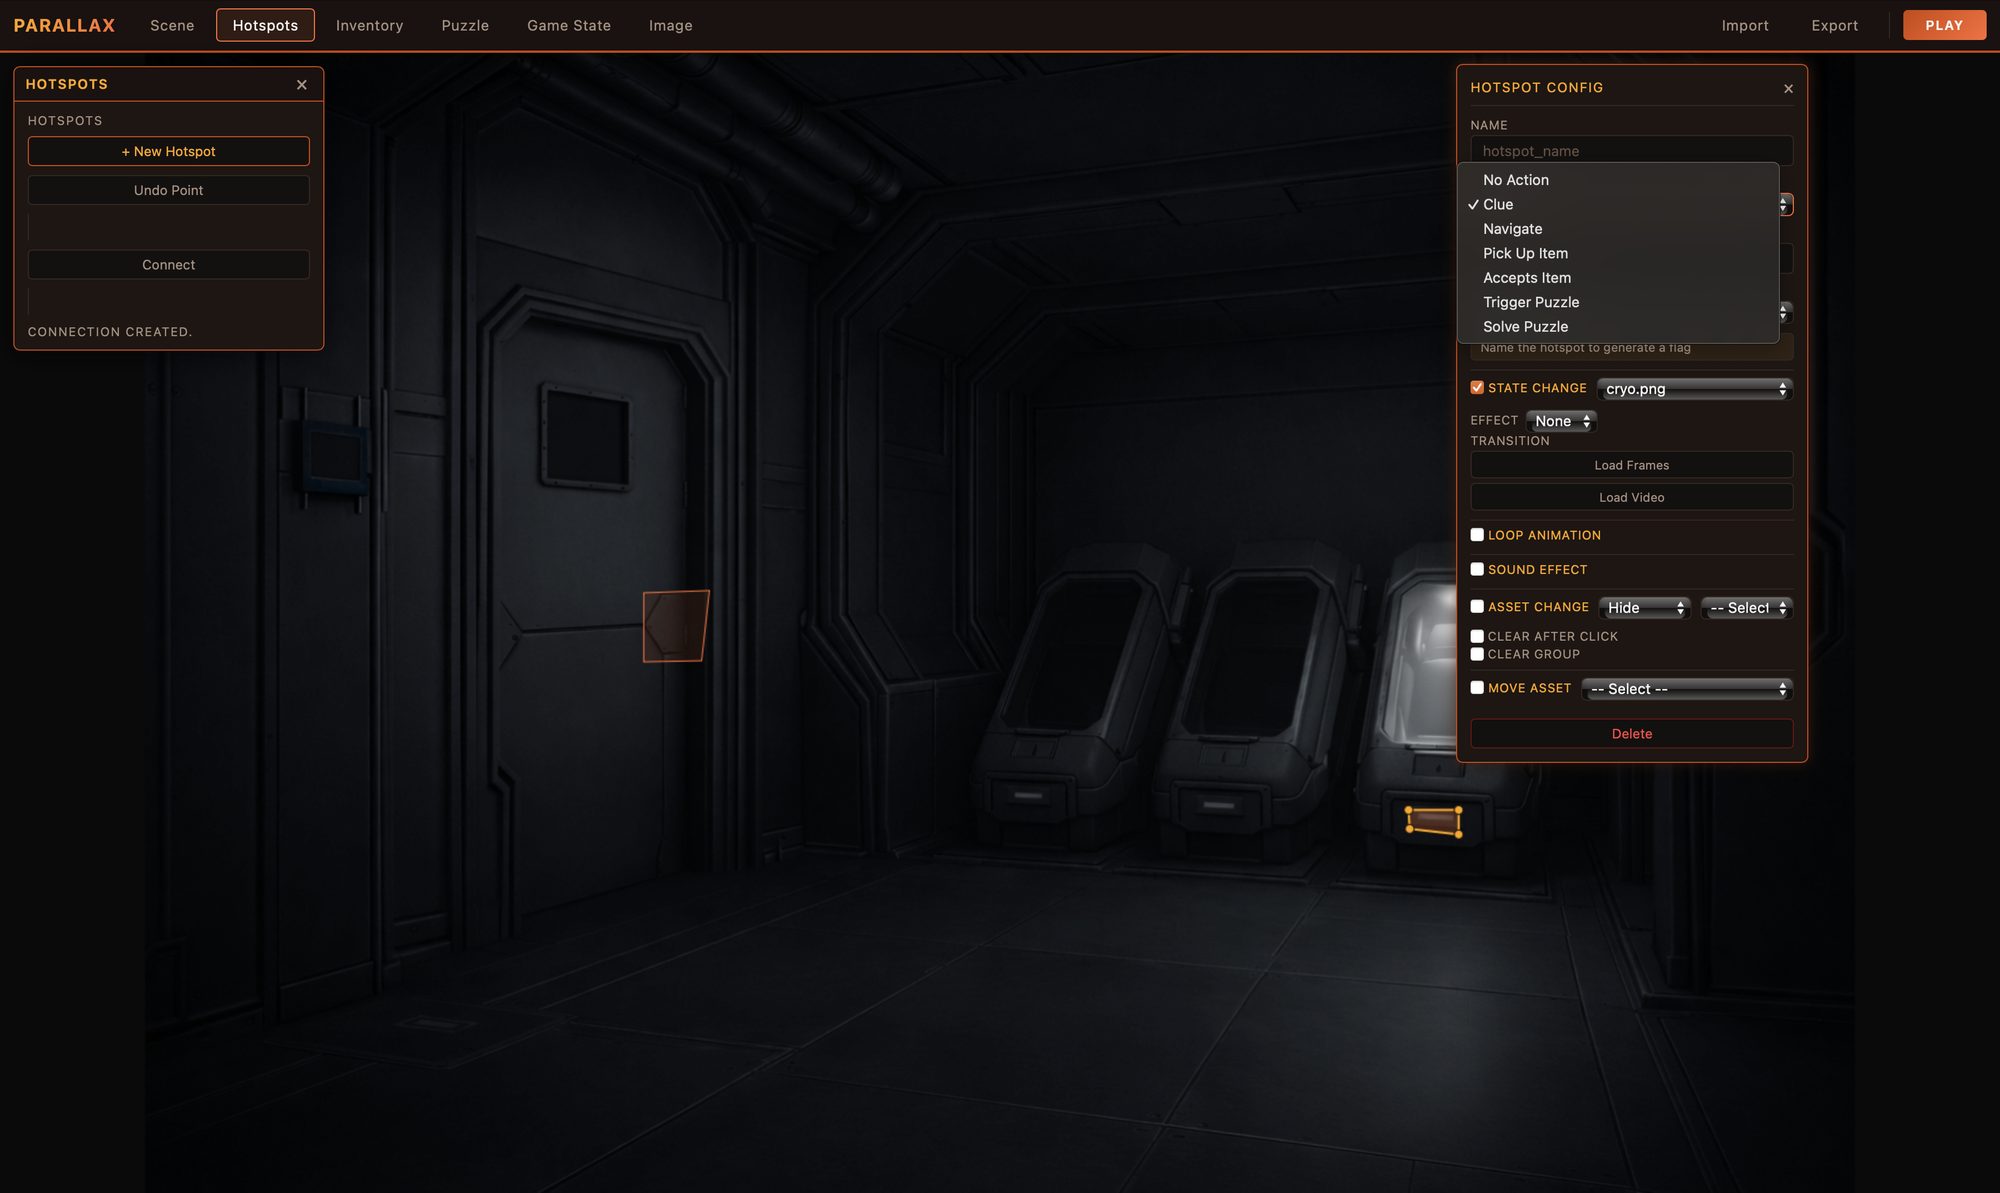 PARALLAX Scene Hotspots Inventory Puzzle Game State Image Import Export PLAY
HOTSPOTS ×
HOTSPOTS
+ New Hotspot
Undo Point
Connect
CONNECTION CREATED.
HOTSPOT CONFIG ×
NAME
hotspot_name
No Action
✓ Clue
Navigate
Pick Up Item
Accepts Item
Trigger Puzzle
Solve Puzzle
Name the hotspot to generate a flag
STATE CHANGE cryo.png
EFFECT None
TRANSITION
Load Frames
Load Video
LOOP ANIMATION
SOUND EFFECT
ASSET CHANGE Hide -- Select
CLEAR AFTER CLICK
CLEAR GROUP
MOVE ASSET -- Select --
Delete